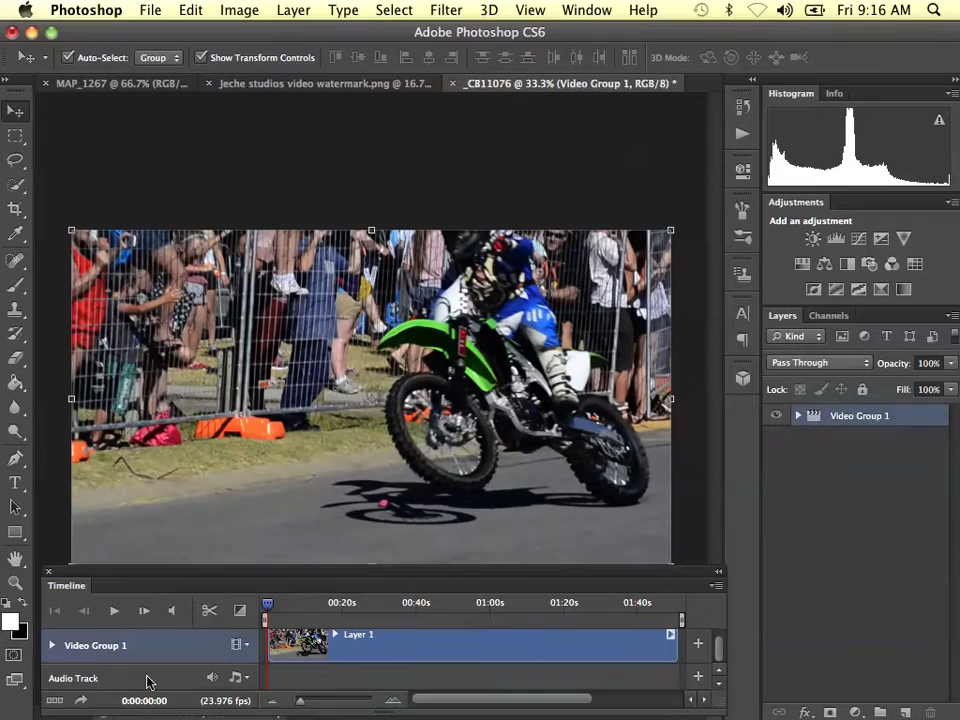 Photoshop File Edit Image Layer Type Select Filter 3D View Window Help Fri 9:16 AM
Adobe Photoshop CS6
Auto-Select: Group Show Transform Controls 3D Mode:
MAP_1267 @ 66.7% (RGB/... Jeche studios video watermark.png @ 16.7... _CB11076 @ 33.3% (Video Group 1, RGB/8) *
Histogram Info
Adjustments
Add an adjustment
Layers Channels
Kind
Pass Through Opacity: 100%
Lock: Fill: 100%
Video Group 1
Timeline
00:20s 00:40s 01:00s 01:20s 01:40s
Video Group 1 Layer 1
Audio Track
0:00:00:00 (23.976 fps)